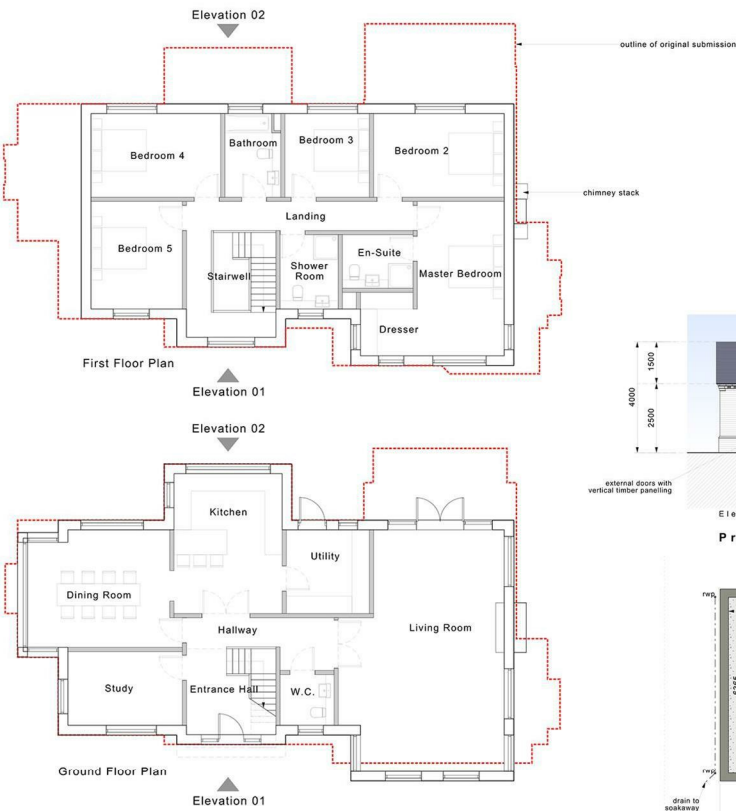 Elevation 02
outline of original submission
Bedroom 4
Bathroom
Bedroom 3
Bedroom 2
chimney stack
Landing
Bedroom 5
Stairwell
Shower
Room
En-Suite
Master Bedroom
Dresser
First Floor Plan
Elevation 01
1500
4000
2500
external doors with
vertical timber panelling
Ele
Pr
Elevation 02
Kitchen
Utility
Dining Room
Hallway
Living Room
Study
Entrance Hall
W.C.
Ground Floor Plan
Elevation 01
rwp
rwp
drain to
soakaway